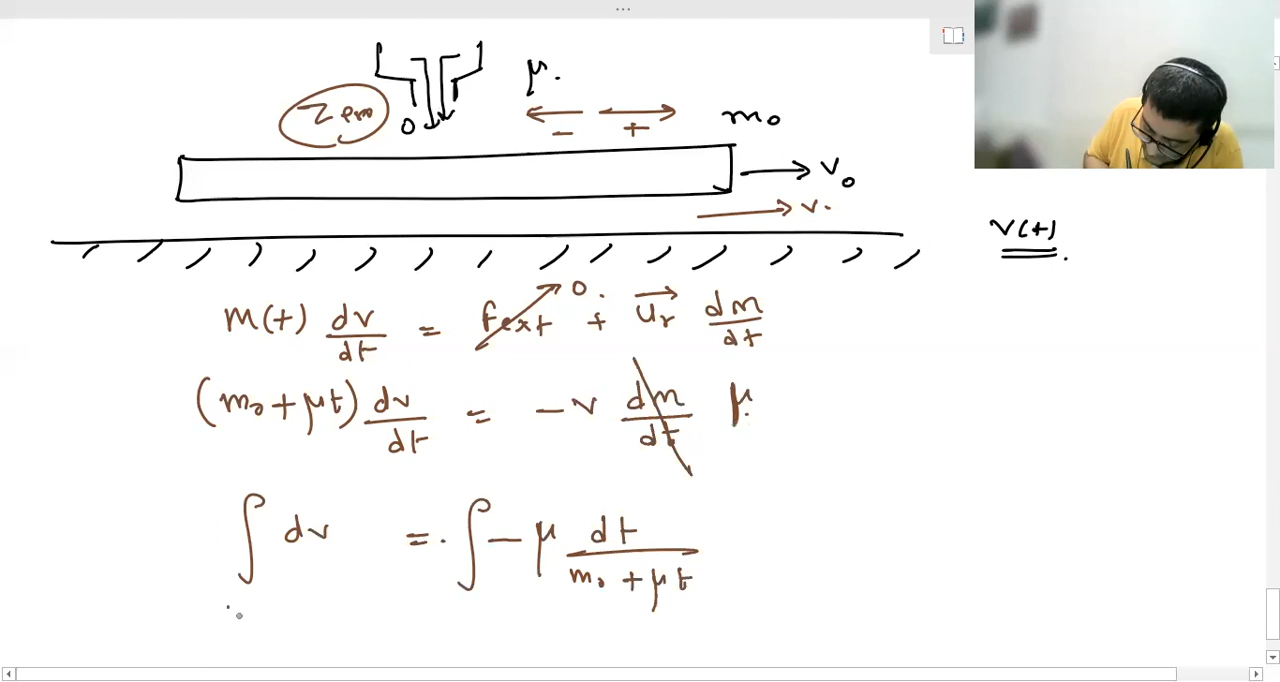 μ.
Zero 0 - + m₀
v₀
v.
v(t).
m(t) dv/dt = Fext 0. + u⃗r dm/dt
(m₀ + μt) dv/dt = -v dm/dt μ.
∫ dv = ∫ - μ dt/(m₀ + μt)